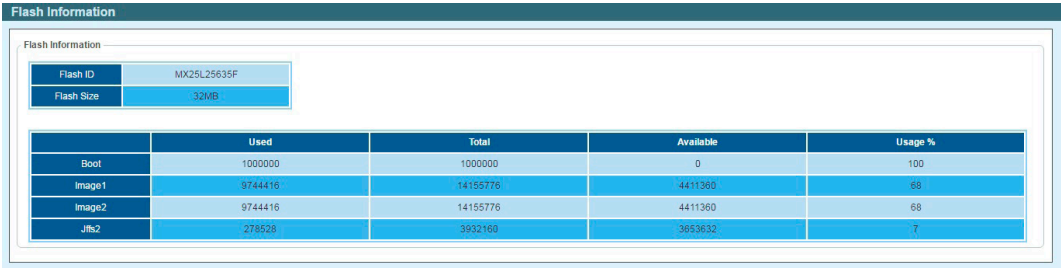 Flash Information
Flash Information
Flash ID MX25L25635F
Flash Size 32MB
Used Total Available Usage %
Boot 1000000 1000000 0 100
Image1 9744416 14155776 4411360 68
Image2 9744416 14155776 4411360 68
Jffs2 278528 3932160 3653632 7